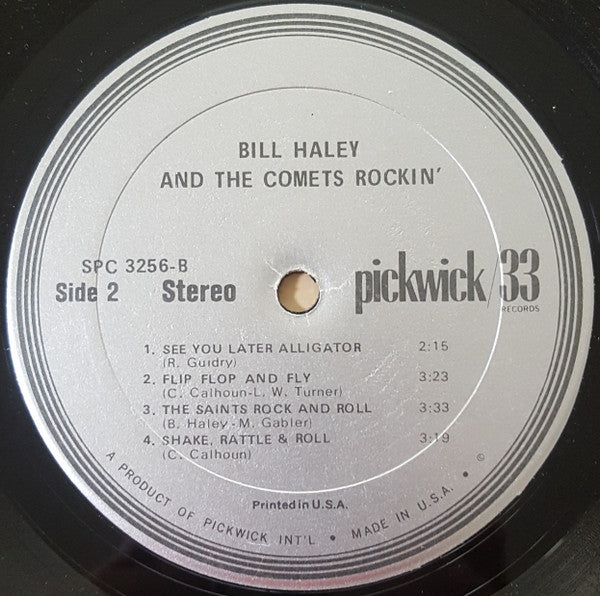 BILL HALEY
AND THE COMETS ROCKIN'
SPC 3256-B
Side 2 Stereo
pickwick/33
RECORDS
1. SEE YOU LATER ALLIGATOR 2:15
(R. Guidry)
2. FLIP FLOP AND FLY 3:23
(C. Calhoun-L. W. Turner)
3. THE SAINTS ROCK AND ROLL 3:33
(B. Haley-M. Gabler)
4. SHAKE, RATTLE & ROLL 3:19
(C. Calhoun)
Printed in U.S.A.
A PRODUCT OF PICKWICK INT'L • MADE IN U.S.A. • ©